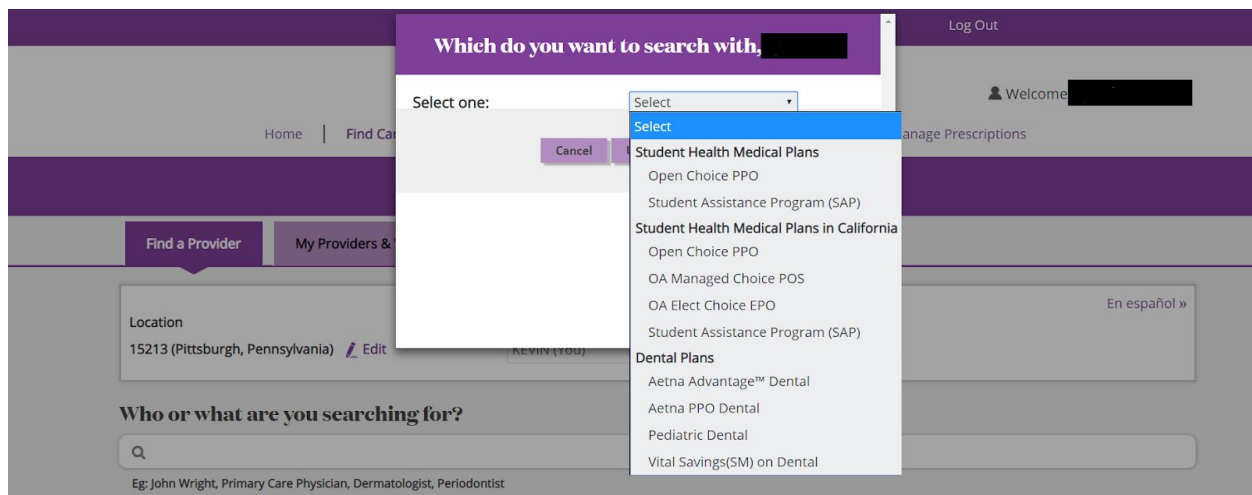 Log Out
Which do you want to search with,
Welcome
Select one:
Select
Home
Find Ca
anage Prescriptions
Cancel
U
Select
Student Health Medical Plans
Open Choice PPO
Student Assistance Program (SAP)
Student Health Medical Plans in California
Open Choice PPO
OA Managed Choice POS
OA Elect Choice EPO
Student Assistance Program (SAP)
Dental Plans
Aetna Advantage™ Dental
Aetna PPO Dental
Pediatric Dental
Vital Savings(SM) on Dental
Find a Provider
My Providers &
En español »
Location
15213 (Pittsburgh, Pennsylvania) Edit
KEVIN (You)
Who or what are you searching for?
Eg: John Wright, Primary Care Physician, Dermatologist, Periodontist